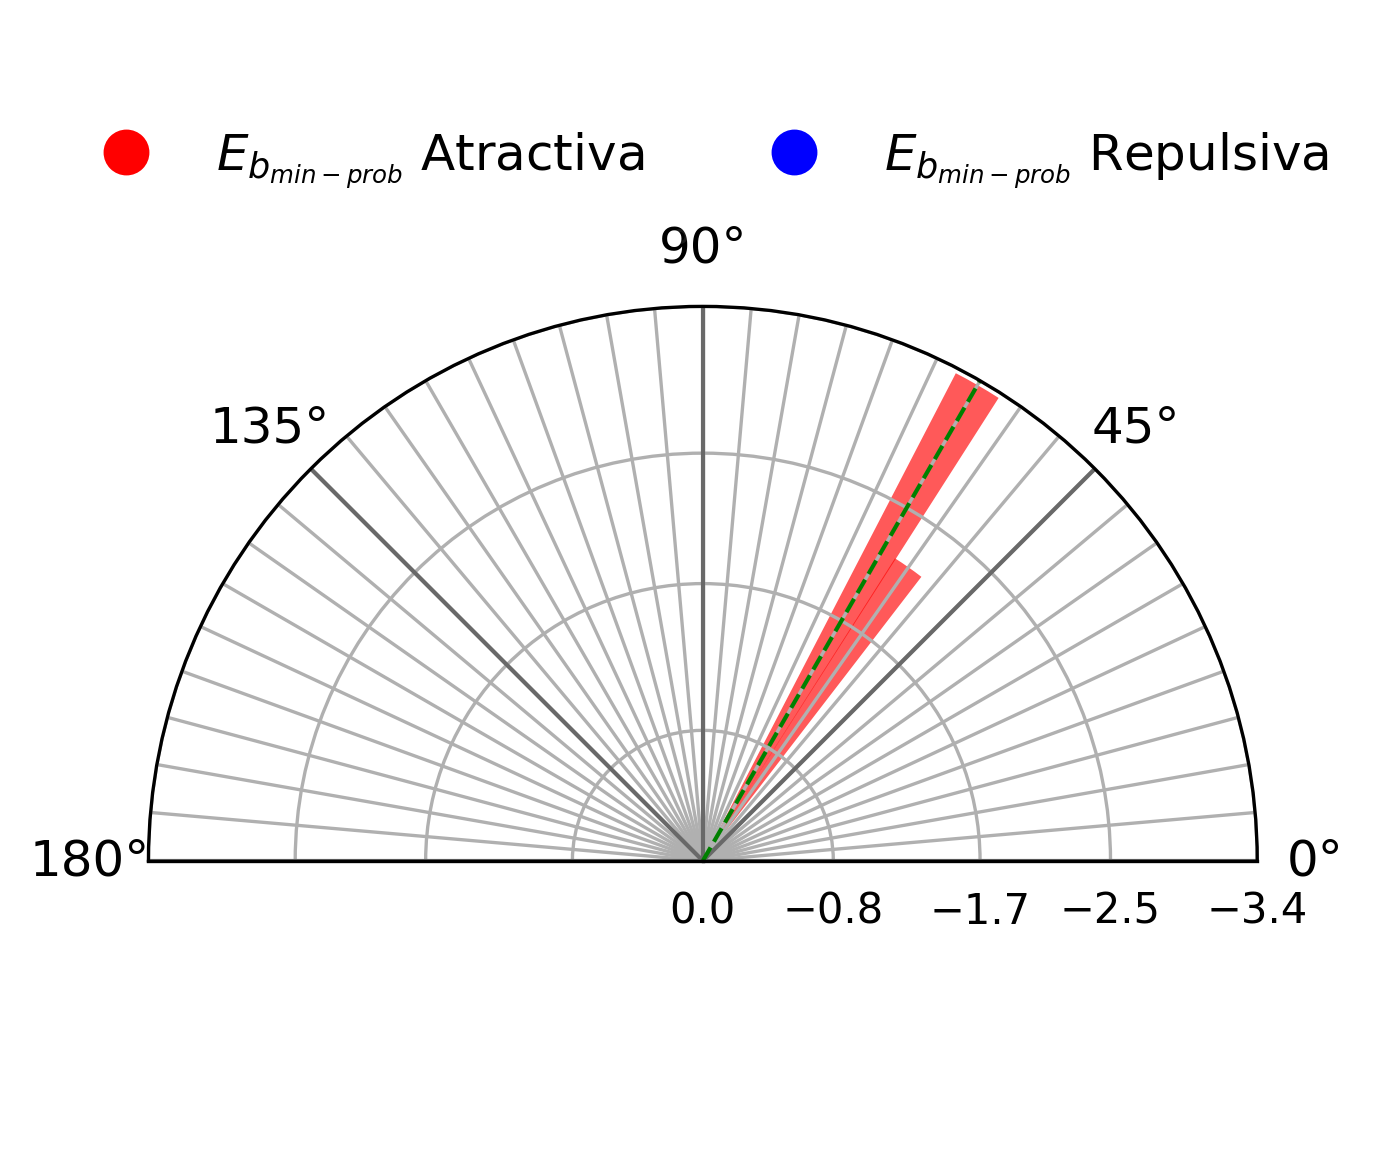 E_{b_{min-prob}} Atractiva E_{b_{min-prob}} Repulsiva
90°
135° 45°
180° 0°
0.0 −0.8 −1.7 −2.5 −3.4